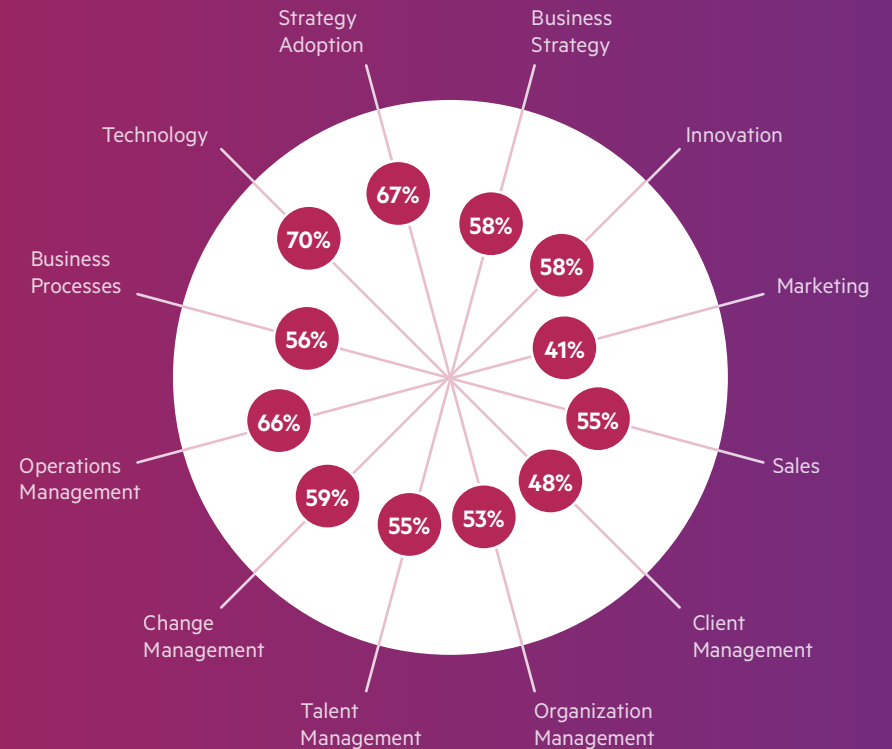 Strategy
Adoption
Business
Strategy
Technology
Innovation
67%
58%
70%
58%
Business
Processes
Marketing
56%
41%
66%
55%
Operations
Management
Sales
59%
48%
55%
53%
Change
Management
Client
Management
Talent
Management
Organization
Management